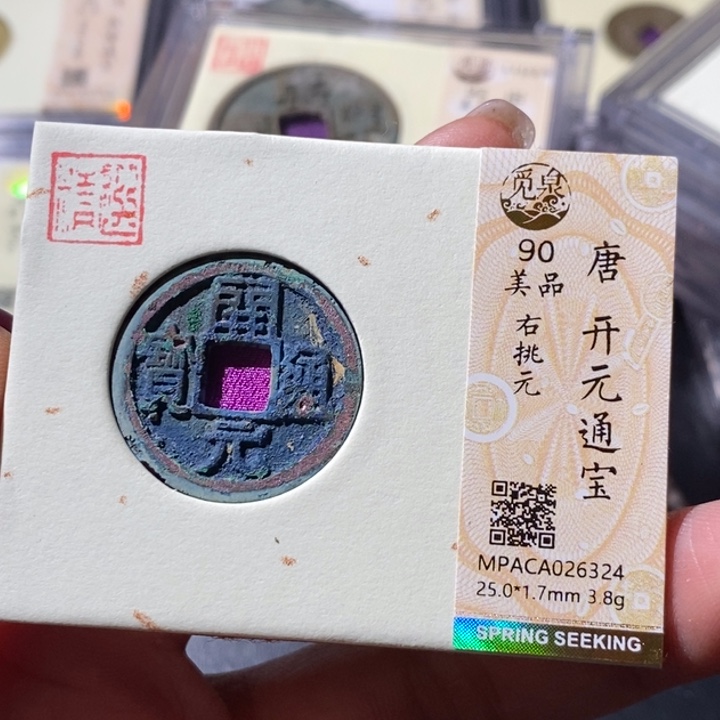 覓泉
90
美品
右挑元
唐 开元通宝
MPACA026324
25.0*1.7mm 3.8g
SPRING SEEKING
開元通寶